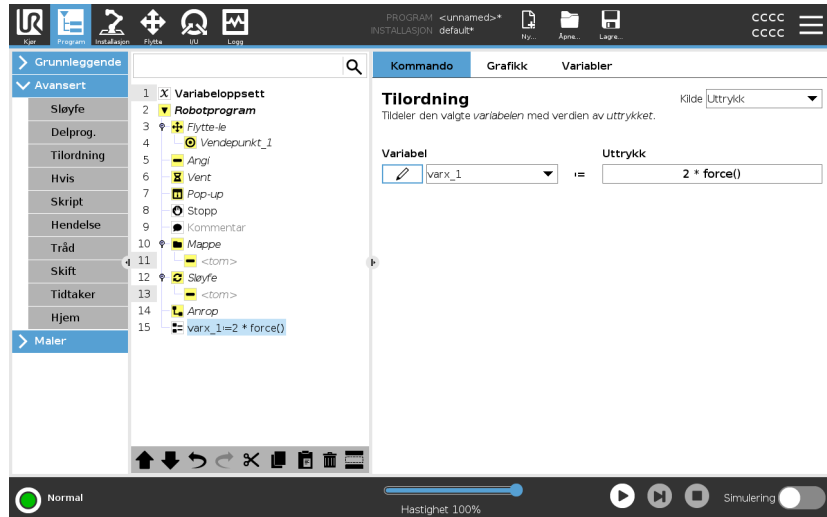 UR
Kjør Program Installasjon Flytte I/U Logg
PROGRAM <unnamed>*
INSTALLASJON default*
Ny... Åpne... Lagre...
CCCC
CCCC
Grunnleggende
Avansert
Sløyfe
Delprog.
Tilordning
Hvis
Skript
Hendelse
Tråd
Skift
Tidtaker
Hjem
Maler
1 X Variabeloppsett
2 Robotprogram
3 Flytte-le
4 Vendepunkt_1
5 Angi
6 Vent
7 Pop-up
8 Stopp
9 Kommentar
10 Mappe
11 <tom>
12 Sløyfe
13 <tom>
14 Anrop
15 varx_1≔2 * force()
Kommando Grafikk Variabler
Tilordning
Kilde Uttrykk
Tildeler den valgte variabelen med verdien av uttrykket.
Variabel Uttrykk
varx_1 ≔ 2 * force()
Normal
Hastighet 100%
Simulering